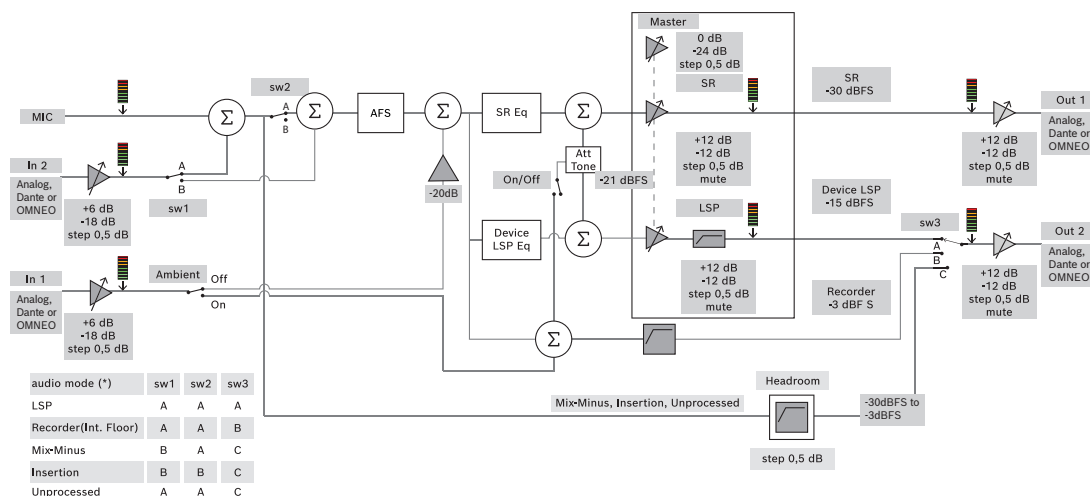 Master
0 dB
-24 dB
step 0,5 dB
SR
SR
-30 dBFS
sw2
A
B
MIC
Σ
Σ
AFS
Σ
SR Eq
Σ
Out 1
Analog,
Dante or
OMNEO
+12 dB
-12 dB
step 0,5 dB
mute
+12 dB
-12 dB
step 0,5 dB
mute
In 2
Analog,
Dante or
OMNEO
A
B
sw1
+6 dB
-18 dB
step 0,5 dB
-20dB
On/Off
Att
Tone
-21 dBFS
Device LSP
-15 dBFS
LSP
Device
LSP Eq
Σ
sw3
A
B
C
Out 2
Analog,
Dante or
OMNEO
+12 dB
-12 dB
step 0,5 dB
mute
+12 dB
-12 dB
step 0,5 dB
mute
In 1
Analog,
Dante or
OMNEO
Ambient
Off
On
+6 dB
-18 dB
step 0,5 dB
Recorder
-3 dBF S
Σ
audio mode (*) sw1 sw2 sw3
LSP A A A
Recorder(Int. Floor) A A B
Mix-Minus B A C
Insertion B B C
Unprocessed A A C
Mix-Minus, Insertion, Unprocessed
Headroom
step 0,5 dB
-30dBFS to
-3dBFS